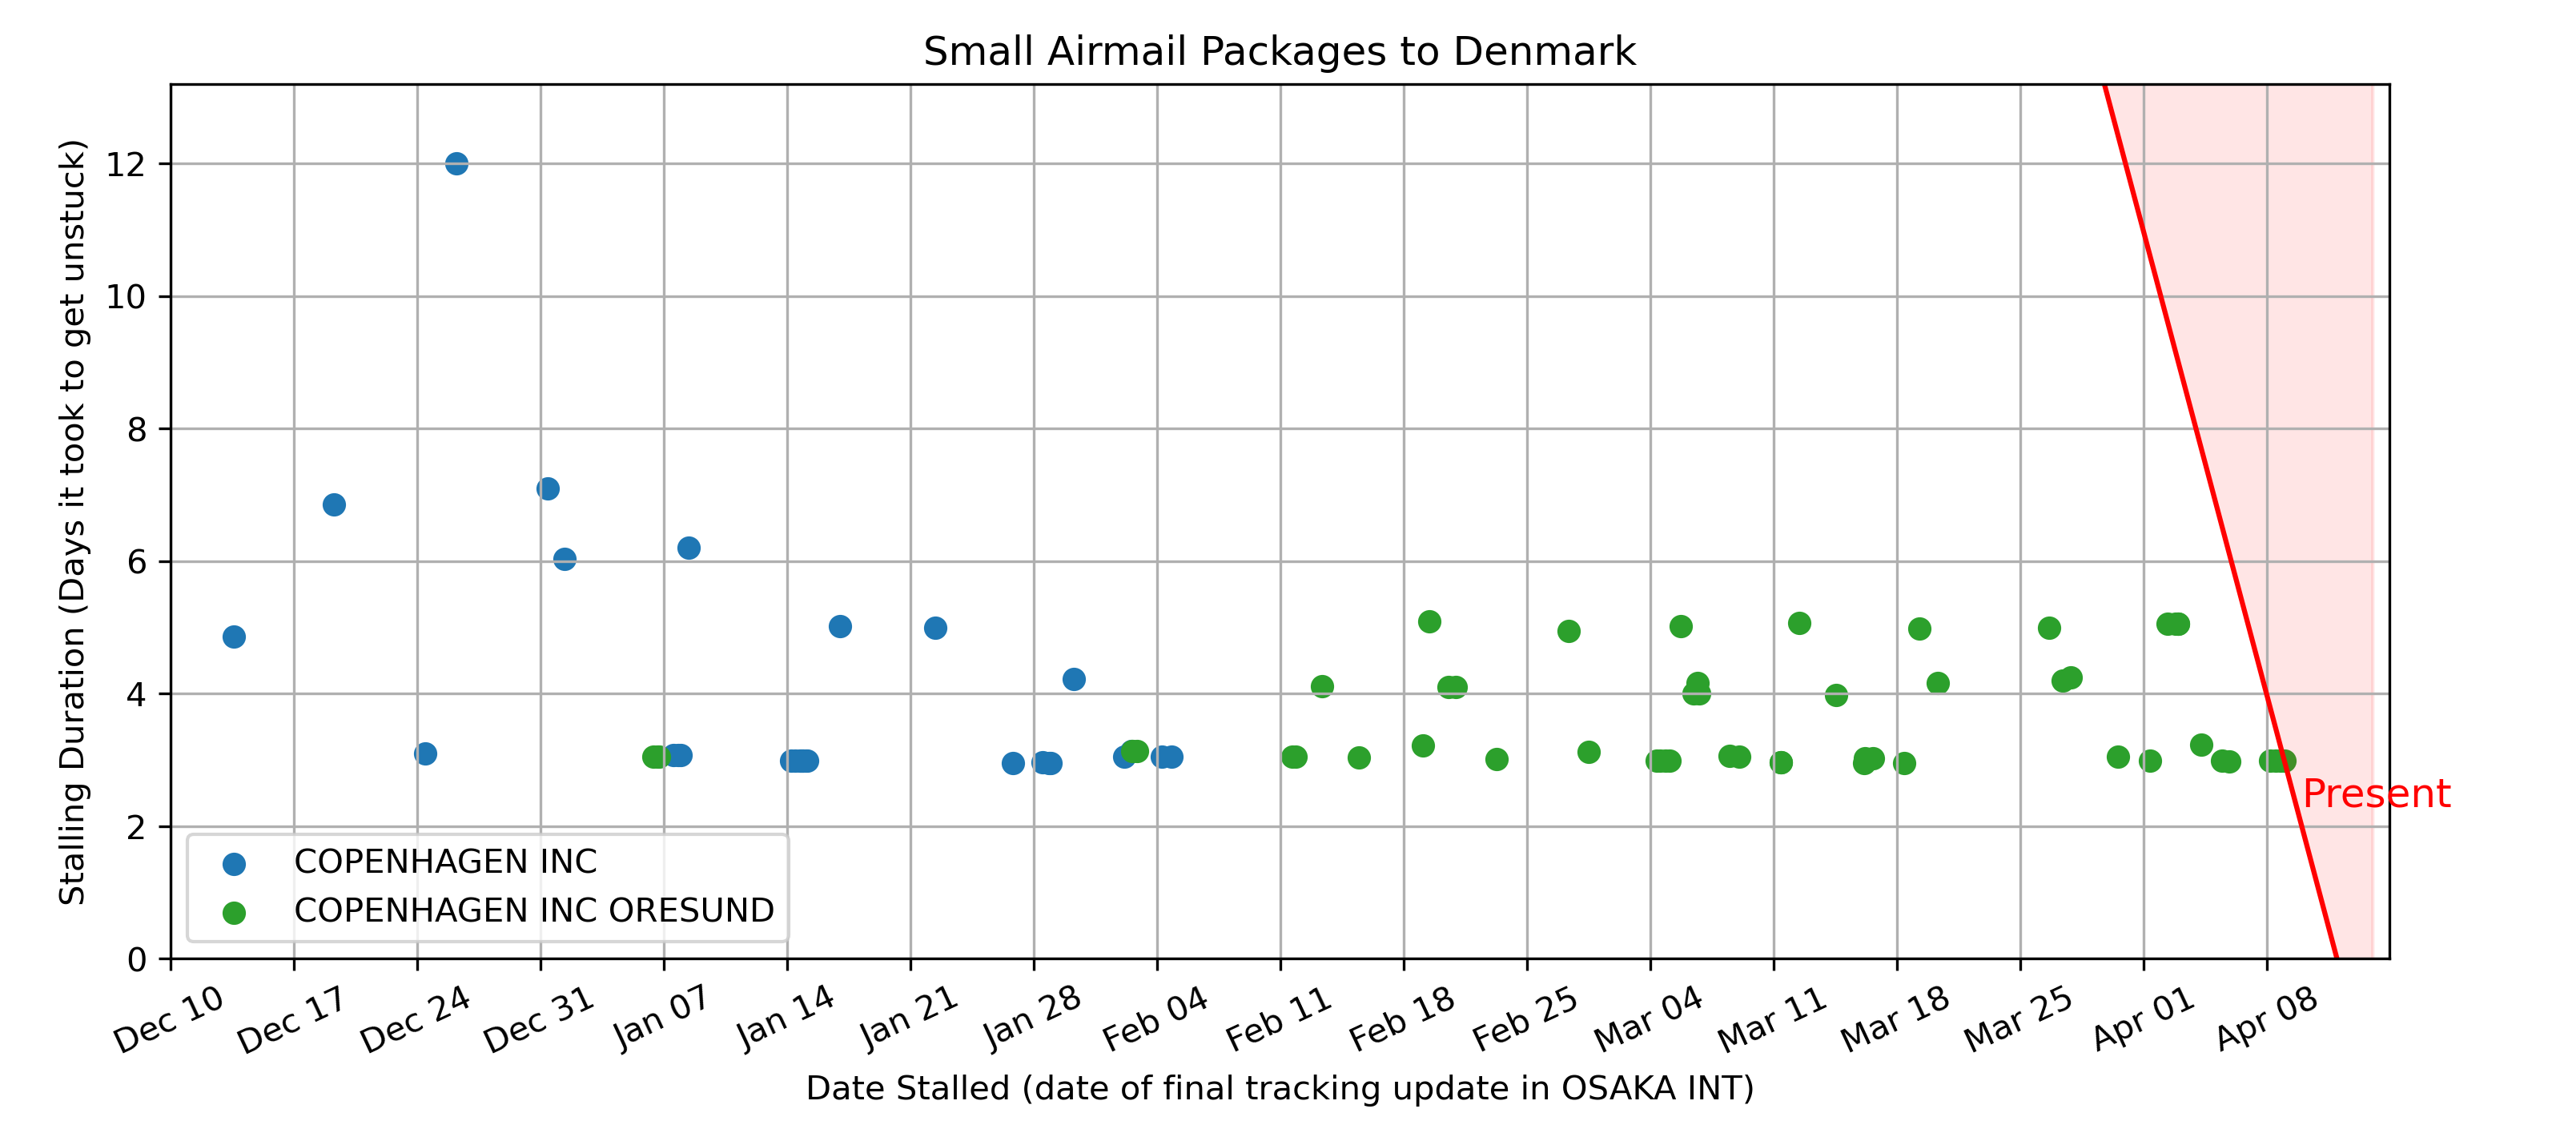 Small Airmail Packages to Denmark
Stalling Duration (Days it took to get unstuck)
12
10
8
6
4
2
0
Present
COPENHAGEN INC
COPENHAGEN INC ORESUND
Dec 10
Dec 17
Dec 24
Dec 31
Jan 07
Jan 14
Jan 21
Jan 28
Feb 04
Feb 11
Feb 18
Feb 25
Mar 04
Mar 11
Mar 18
Mar 25
Apr 01
Apr 08
Date Stalled (date of final tracking update in OSAKA INT)